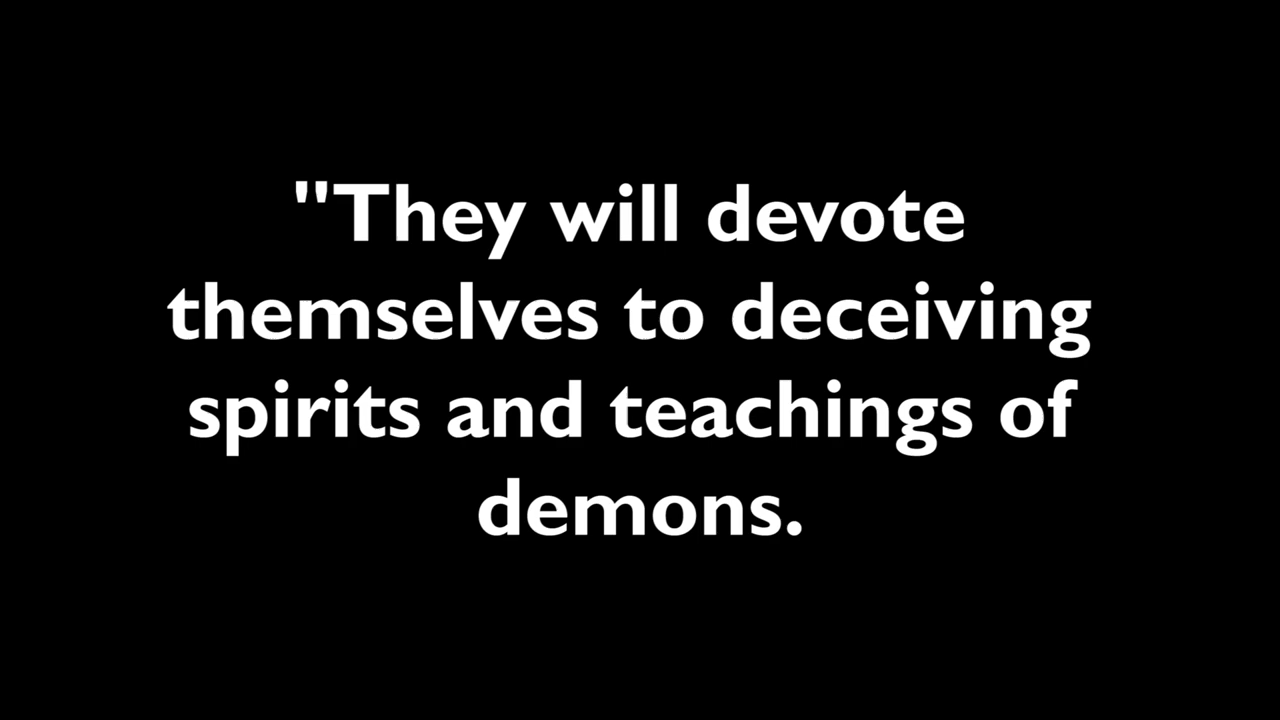 "They will devote
themselves to deceiving
spirits and teachings of
demons.